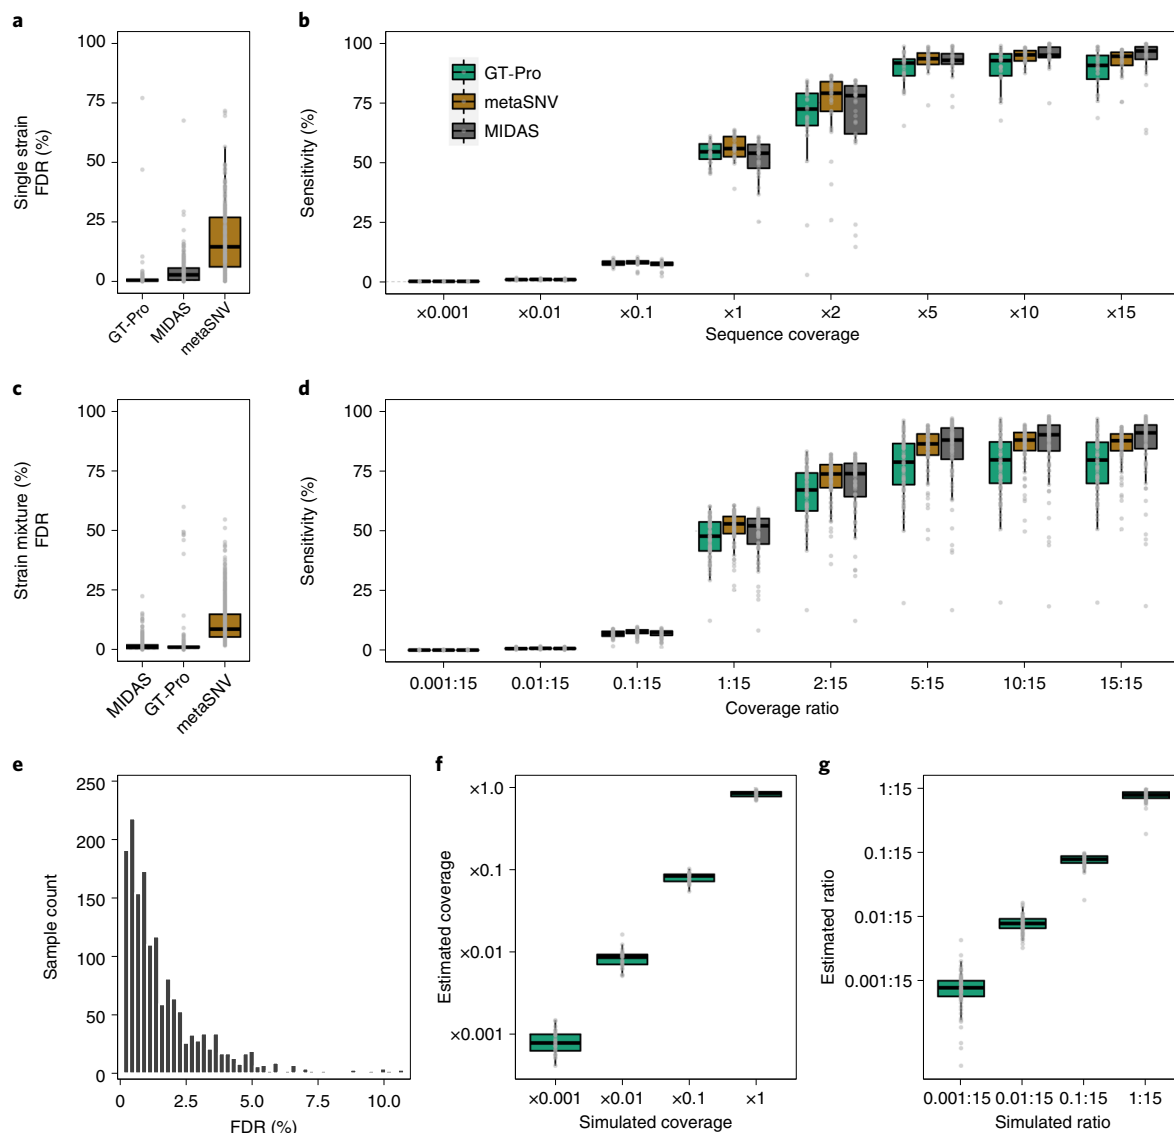 a
Single strain
FDR (%)
100
75
50
25
0
GT-Pro
MIDAS
metaSNV
b
Sensitivity (%)
100
75
50
25
0
GT-Pro
metaSNV
MIDAS
×0.001
×0.01
×0.1
×1
×2
×5
×10
×15
Sequence coverage
c
Strain mixture (%)
FDR
100
75
50
25
0
MIDAS
GT-Pro
metaSNV
d
Sensitivity (%)
100
75
50
25
0
0.001:15
0.01:15
0.1:15
1:15
2:15
5:15
10:15
15:15
Coverage ratio
e
Sample count
250
200
150
100
50
0
0
2.5
5.0
7.5
10.0
FDR (%)
f
Estimated coverage
×1.0
×0.1
×0.01
×0.001
×0.001
×0.01
×0.1
×1
Simulated coverage
g
Estimated ratio
1:15
0.1:15
0.01:15
0.001:15
0.001:15
0.01:15
0.1:15
1:15
Simulated ratio